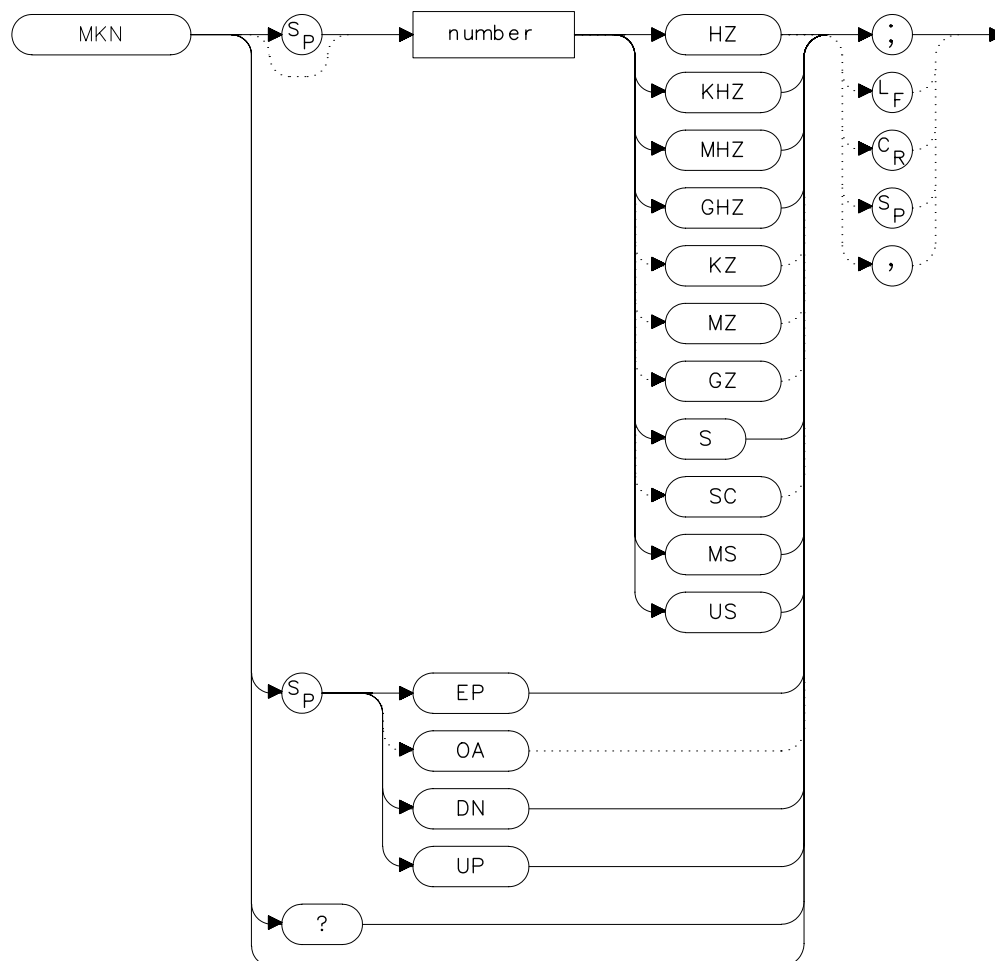 MKN SP number HZ ;
KHZ LF
MHZ CR
GHZ SP
KZ ,
MZ
GZ
S
SC
MS
US
SP EP
OA
DN
UP
?